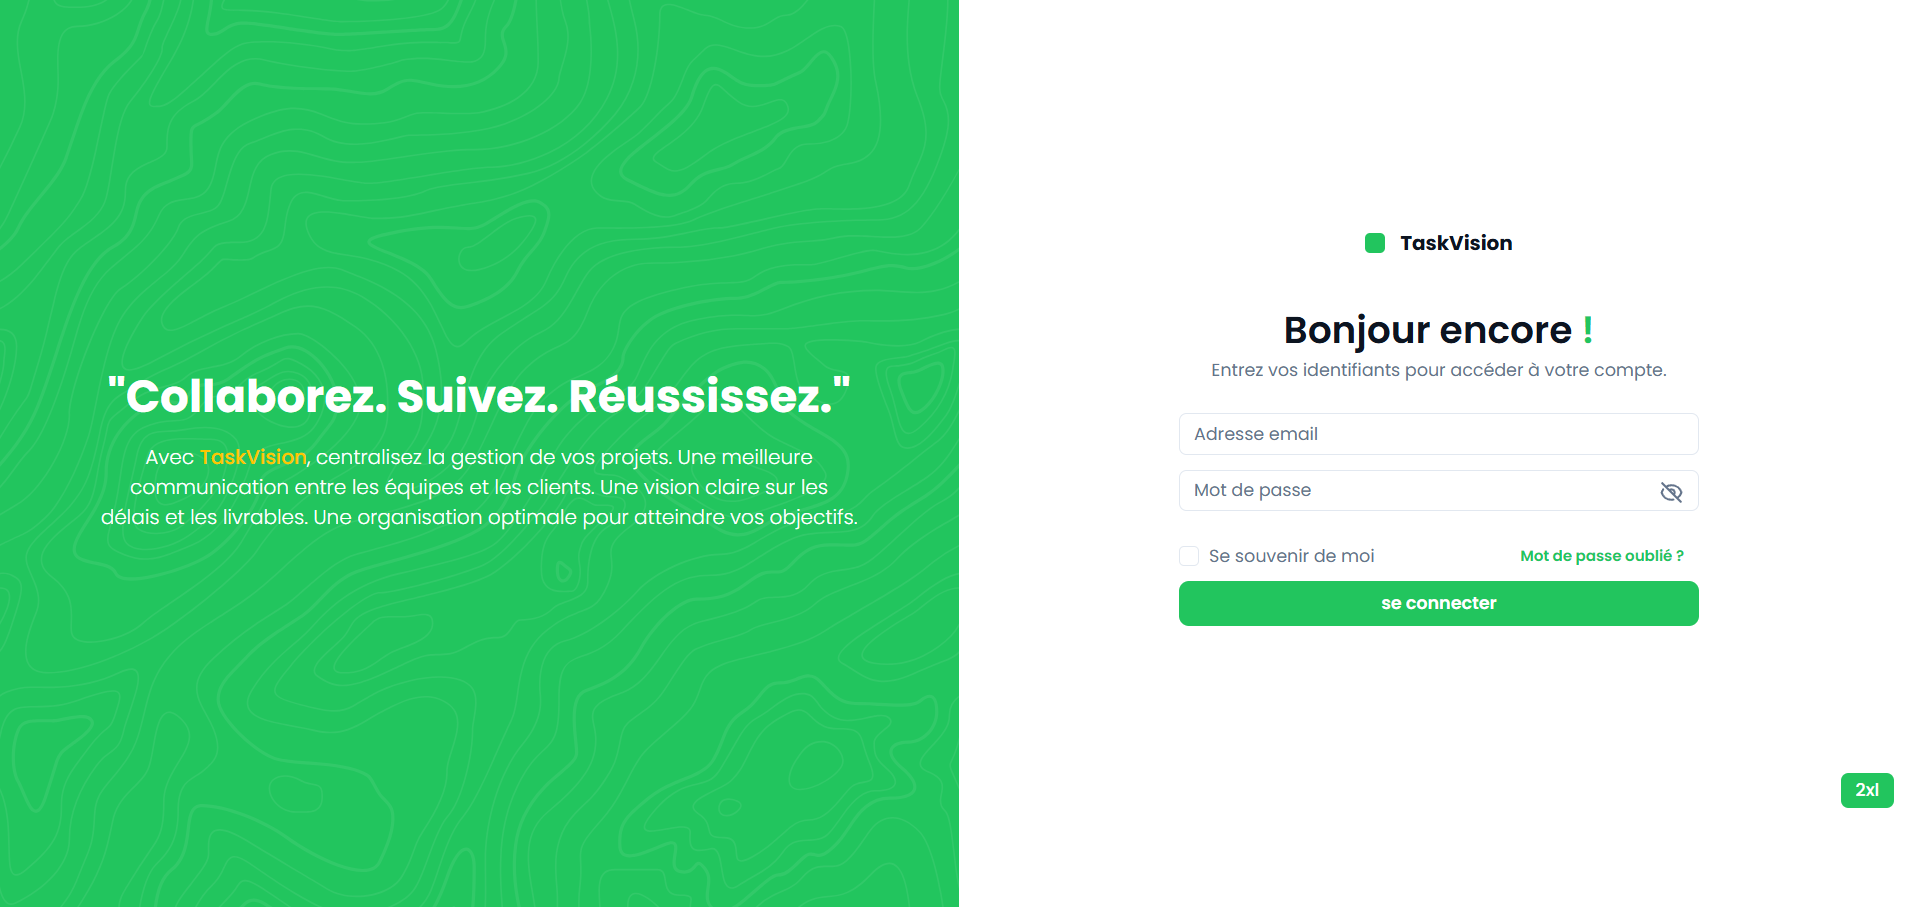 "Collaborez. Suivez. Réussissez."
Avec TaskVision, centralisez la gestion de vos projets. Une meilleure
communication entre les équipes et les clients. Une vision claire sur les
délais et les livrables. Une organisation optimale pour atteindre vos objectifs.
TaskVision
Bonjour encore !
Entrez vos identifiants pour accéder à votre compte.
Adresse email
Mot de passe
Se souvenir de moi
Mot de passe oublié ?
se connecter
2xl